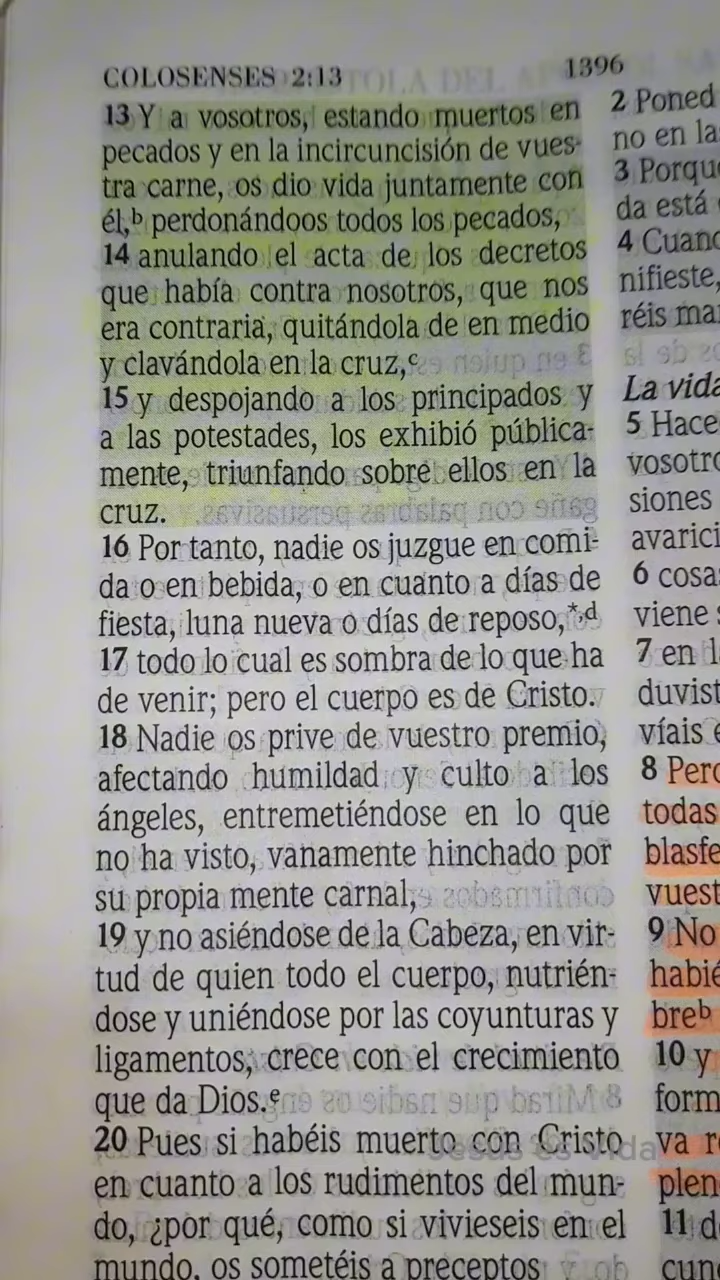 COLOSENSES 2:13
1396
13 Y a vosotros, estando muertos en
pecados y en la incircuncisión de vues-
tra carne, os dio vida juntamente con
él,b perdonándoos todos los pecados,
14 anulando el acta de los decretos
que había contra nosotros, que nos
era contraria, quitándola de en medio
y clavándola en la cruz,c
15 y despojando a los principados y
a las potestades, los exhibió pública-
mente, triunfando sobre ellos en la
cruz.
16 Por tanto, nadie os juzgue en comi-
da o en bebida, o en cuanto a días de
fiesta, luna nueva o días de reposo,*,d
17 todo lo cual es sombra de lo que ha
de venir; pero el cuerpo es de Cristo.
18 Nadie os prive de vuestro premio,
afectando humildad y culto a los
ángeles, entremetiéndose en lo que
no ha visto, vanamente hinchado por
su propia mente carnal,
19 y no asiéndose de la Cabeza, en vir-
tud de quien todo el cuerpo, nutrién-
dose y uniéndose por las coyunturas y
ligamentos, crece con el crecimiento
que da Dios.e
20 Pues si habéis muerto con Cristo
en cuanto a los rudimentos del mun-
do, ¿por qué, como si vivieseis en el
mundo, os sometéis a preceptos
2 Poned
no en la
3 Porqu
da está
4 Cuand
nifieste,
réis ma
La vida
5 Hace
vosotro
siones
avarici
6 cosa
viene
7 en l
duvist
víais
8 Pero
todas
blasfe
vuest
9 No
habié
breb
10 y
form
va r
plen
11 d
cun